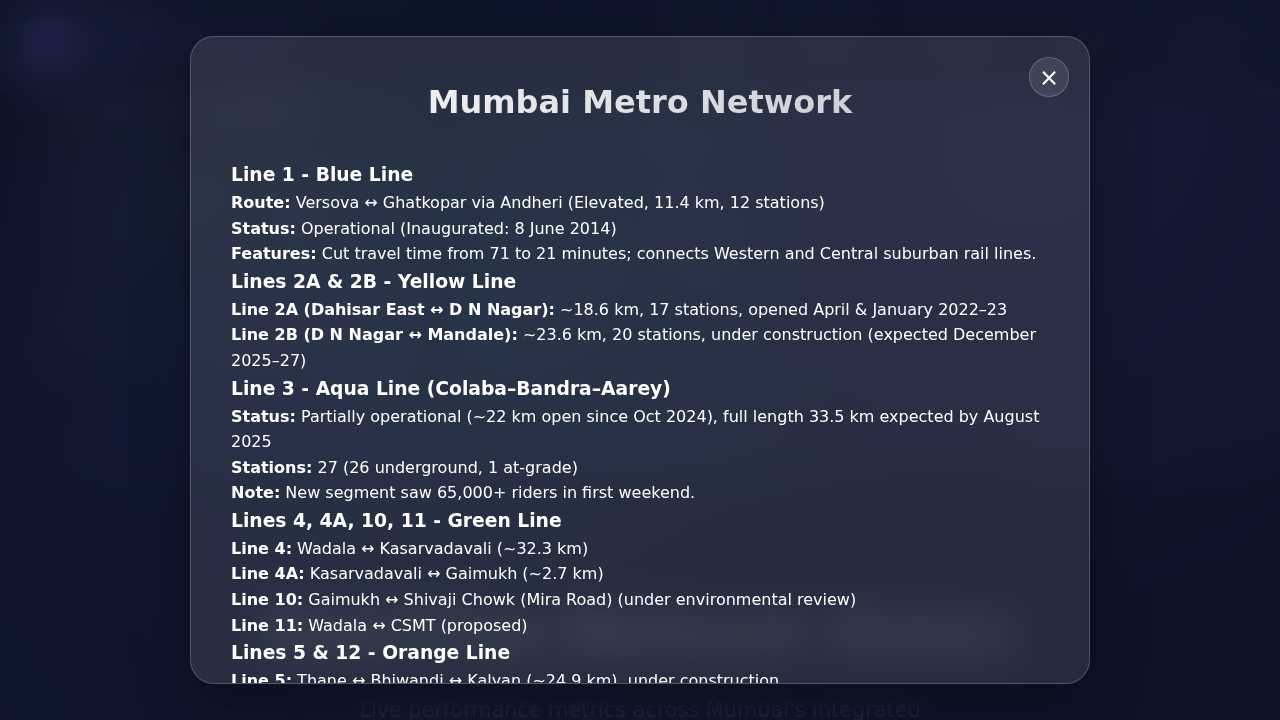 Mumbai Metro Network
×
Line 1 - Blue Line
Route: Versova ↔ Ghatkopar via Andheri (Elevated, 11.4 km, 12 stations)
Status: Operational (Inaugurated: 8 June 2014)
Features: Cut travel time from 71 to 21 minutes; connects Western and Central suburban rail lines.
Lines 2A & 2B - Yellow Line
Line 2A (Dahisar East ↔ D N Nagar): ~18.6 km, 17 stations, opened April & January 2022–23
Line 2B (D N Nagar ↔ Mandale): ~23.6 km, 20 stations, under construction (expected December
2025–27)
Line 3 - Aqua Line (Colaba–Bandra–Aarey)
Status: Partially operational (~22 km open since Oct 2024), full length 33.5 km expected by August
2025
Stations: 27 (26 underground, 1 at-grade)
Note: New segment saw 65,000+ riders in first weekend.
Lines 4, 4A, 10, 11 - Green Line
Line 4: Wadala ↔ Kasarvadavali (~32.3 km)
Line 4A: Kasarvadavali ↔ Gaimukh (~2.7 km)
Line 10: Gaimukh ↔ Shivaji Chowk (Mira Road) (under environmental review)
Line 11: Wadala ↔ CSMT (proposed)
Lines 5 & 12 - Orange Line
Line 5: Thane ↔ Bhiwandi ↔ Kalyan (~24.9 km), under construction
Live performance metrics across Mumbai's integrated